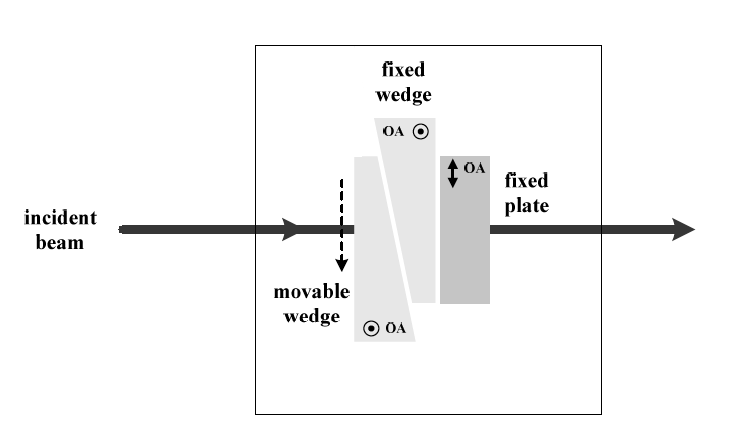 fixed
wedge
OA
OA
fixed
plate
incident
beam
movable
wedge
OA